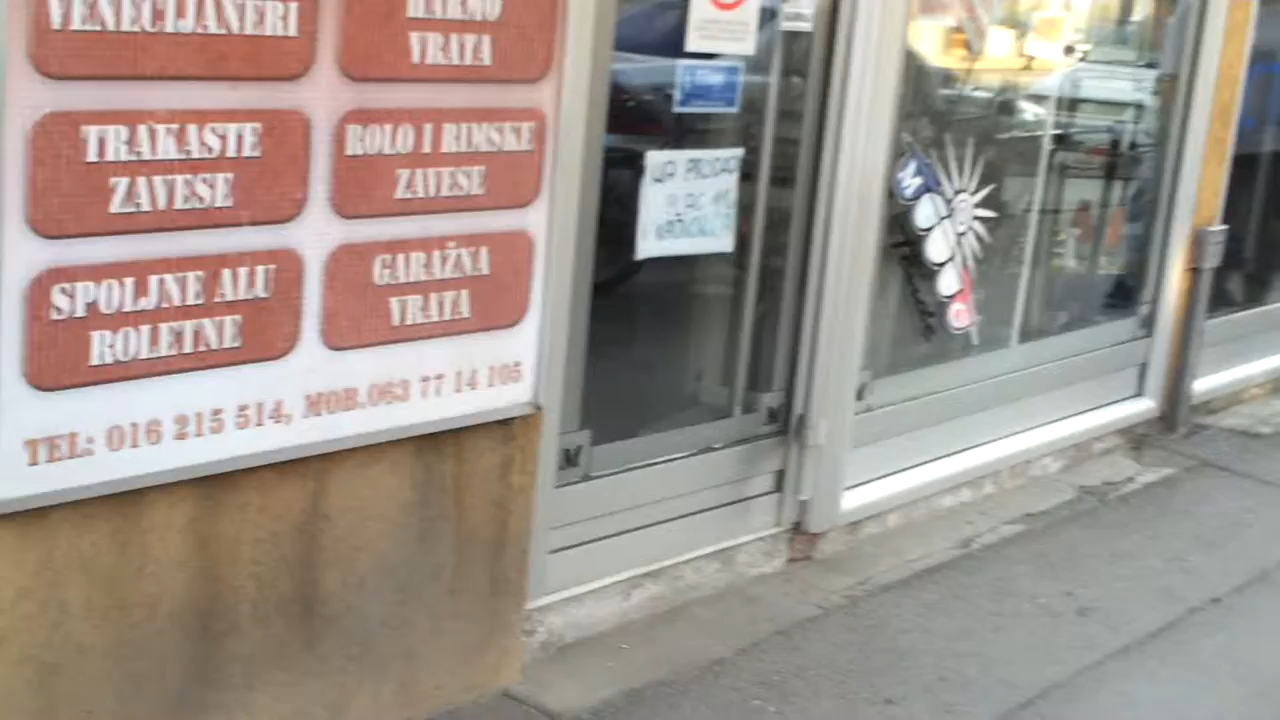 VENECIJANERI
HARMO
VRATA
TRAKASTE
ZAVESE
ROLO I RIMSKE
ZAVESE
SPOLJNE ALU
ROLETNE
GARAŽNA
VRATA
TEL: 016 215 514, MOB.063 77 14 105
M
M
M